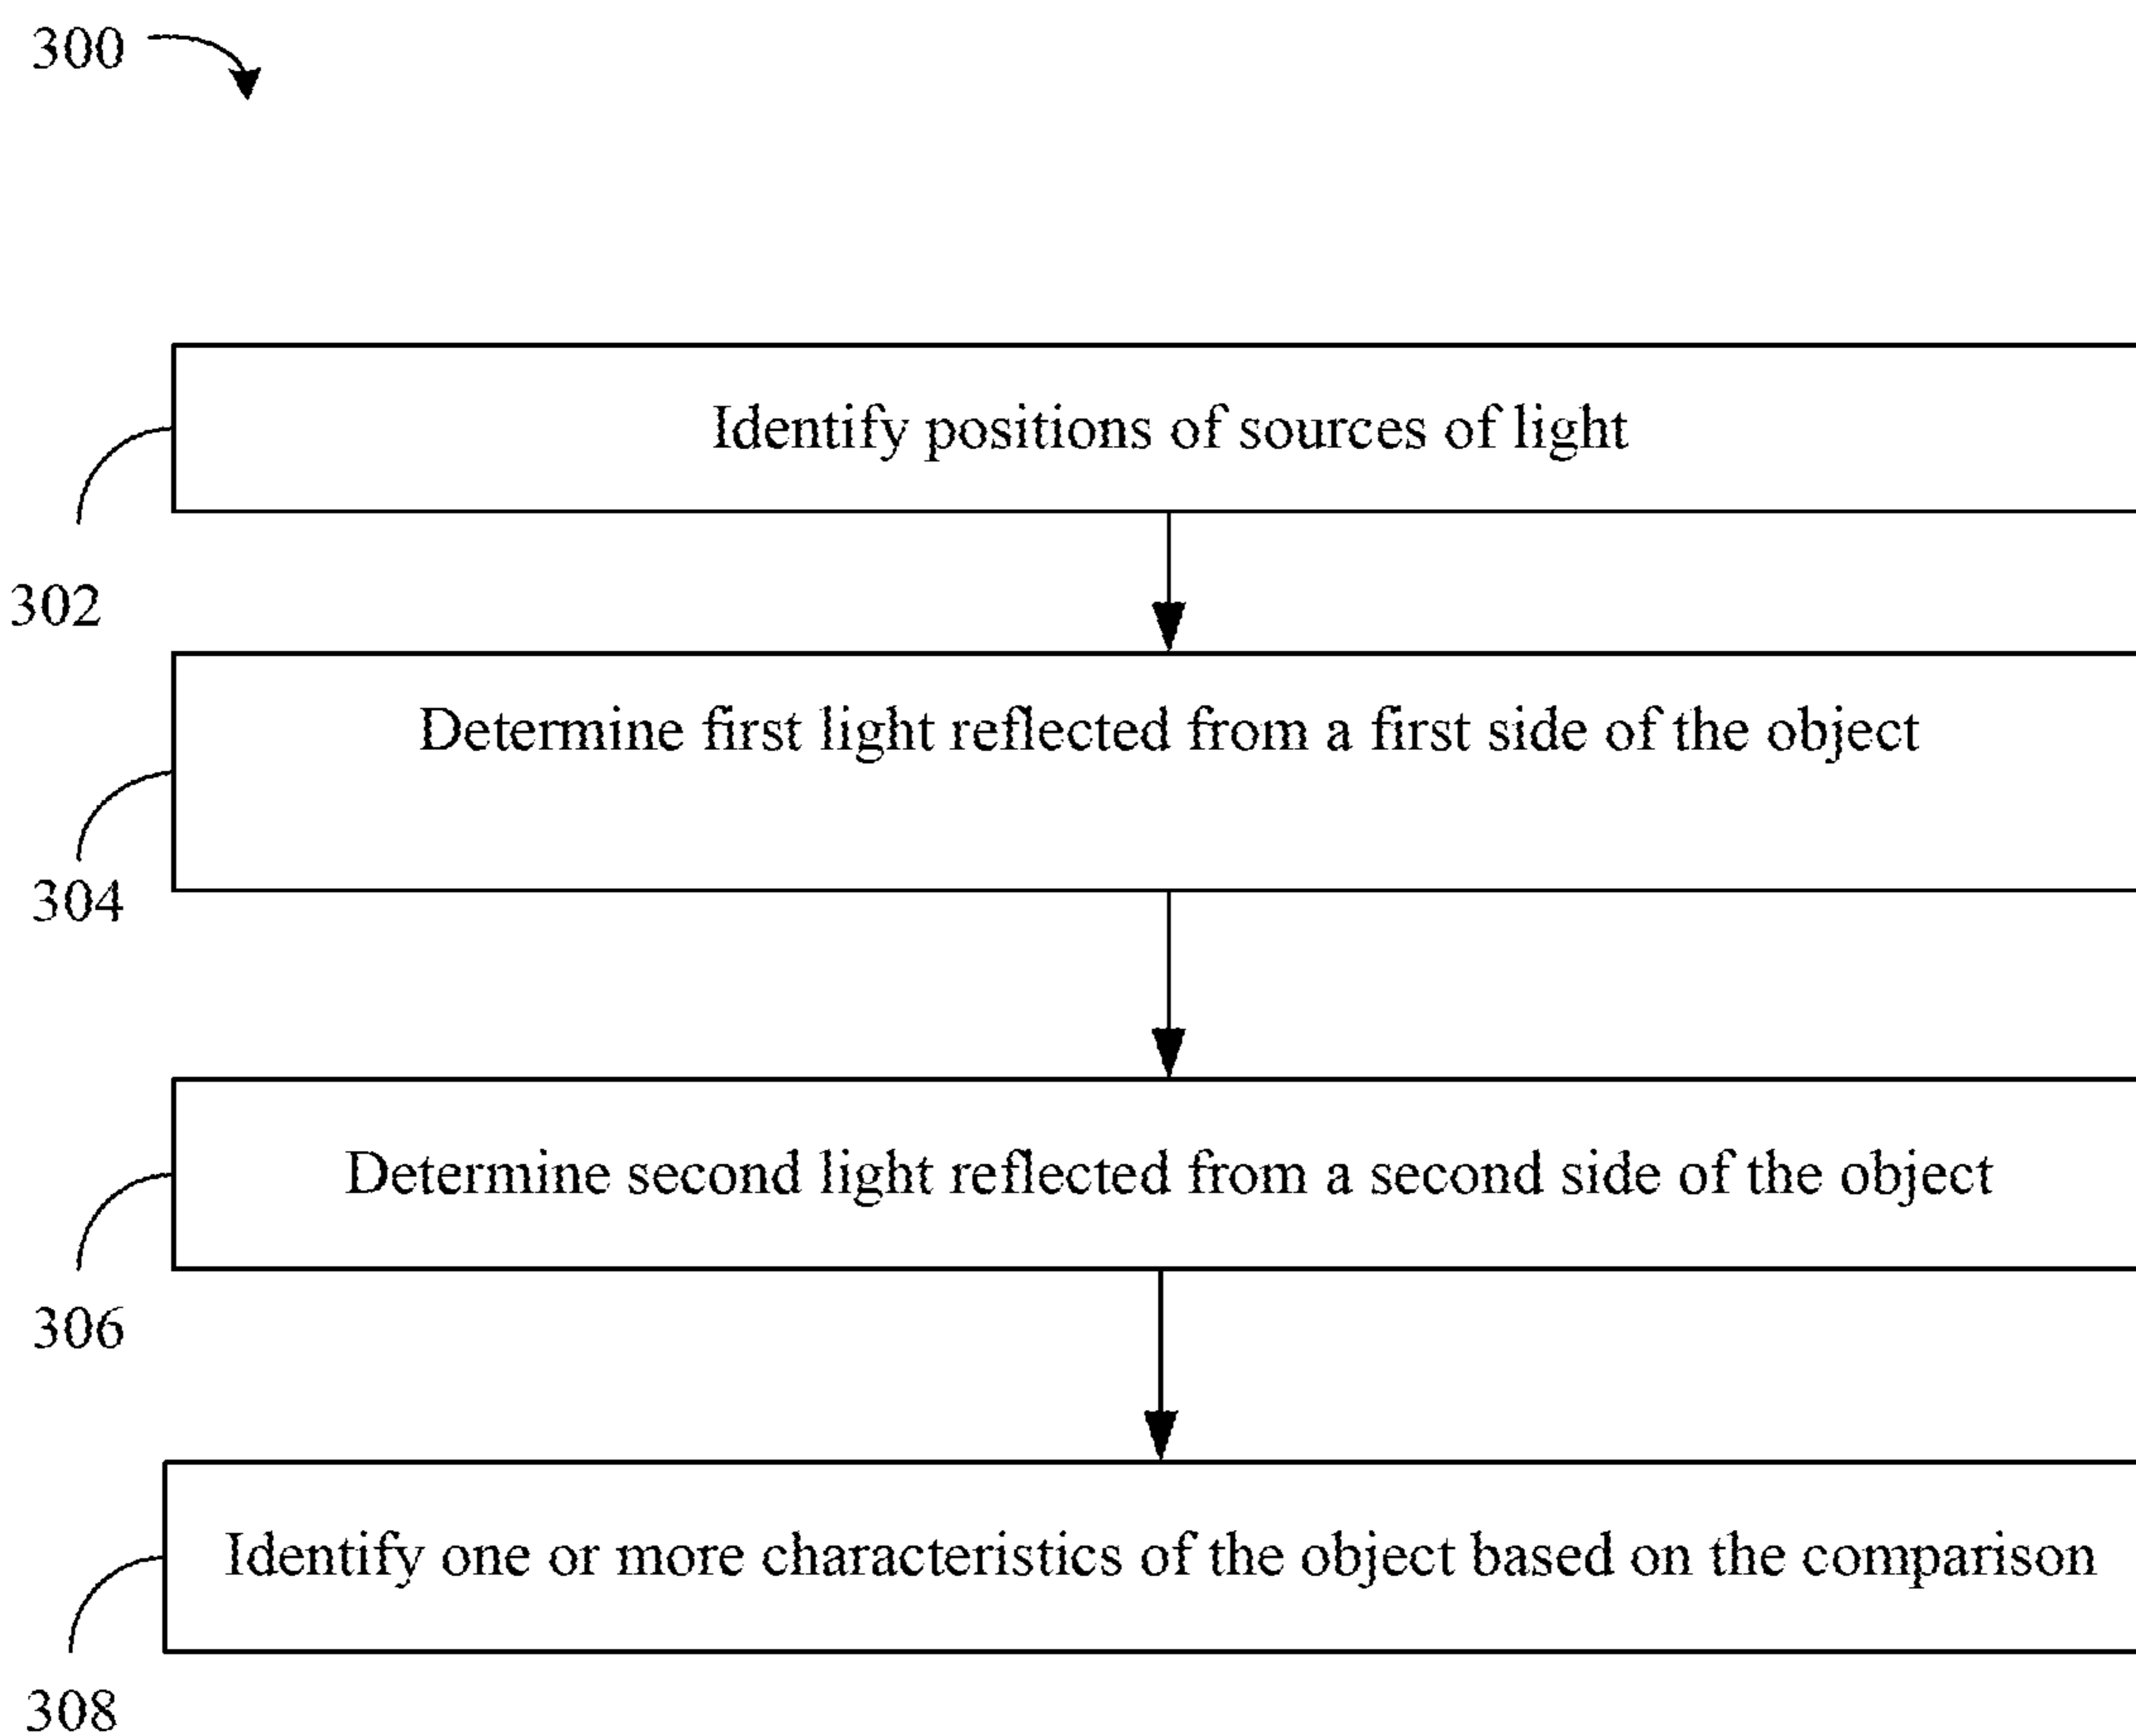 300
Identify positions of sources of light
302
Determine first light reflected from a first side of the object
304
Determine second light reflected from a second side of the object
306
Identify one or more characteristics of the object based on the comparison
308